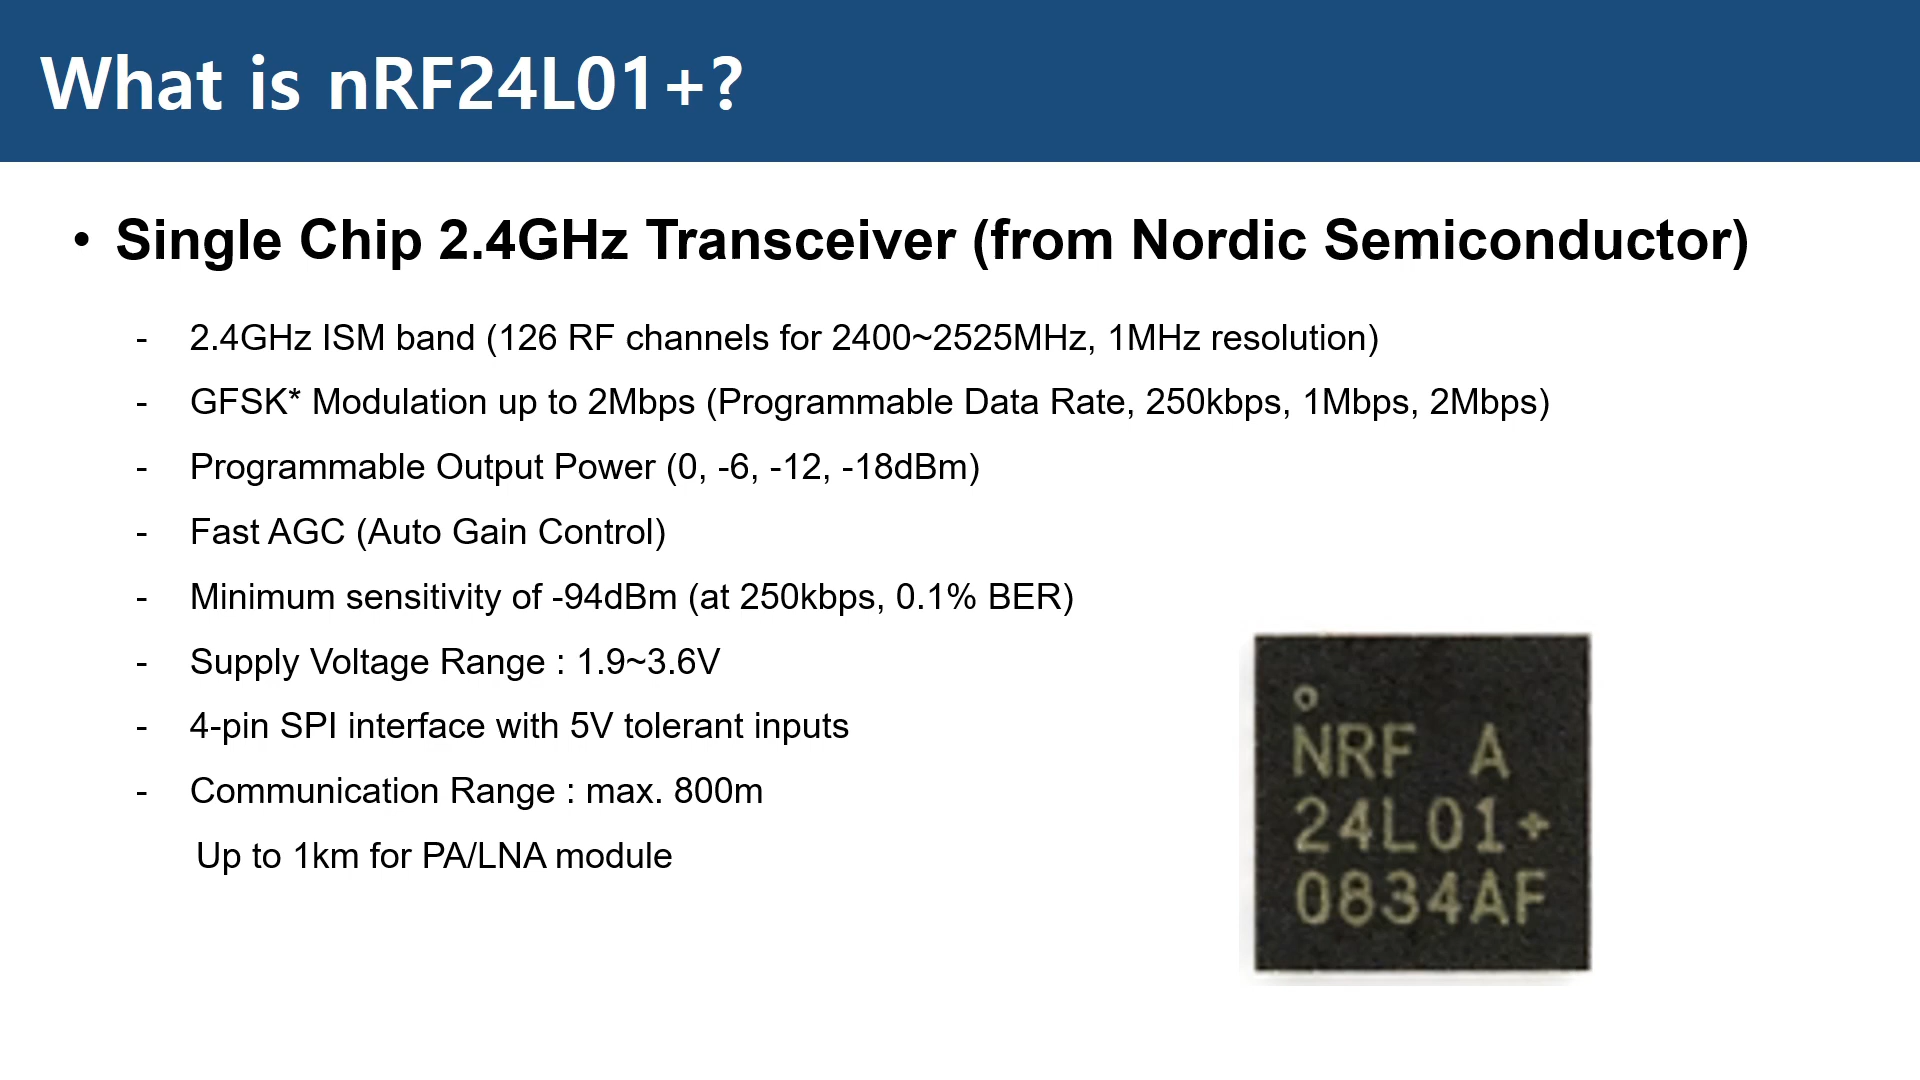 What is nRF24L01+?
• Single Chip 2.4GHz Transceiver (from Nordic Semiconductor)
- 2.4GHz ISM band (126 RF channels for 2400~2525MHz, 1MHz resolution)
- GFSK* Modulation up to 2Mbps (Programmable Data Rate, 250kbps, 1Mbps, 2Mbps)
- Programmable Output Power (0, -6, -12, -18dBm)
- Fast AGC (Auto Gain Control)
- Minimum sensitivity of -94dBm (at 250kbps, 0.1% BER)
- Supply Voltage Range : 1.9~3.6V
- 4-pin SPI interface with 5V tolerant inputs
- Communication Range : max. 800m
Up to 1km for PA/LNA module
NRF A
24L01+
0834AF